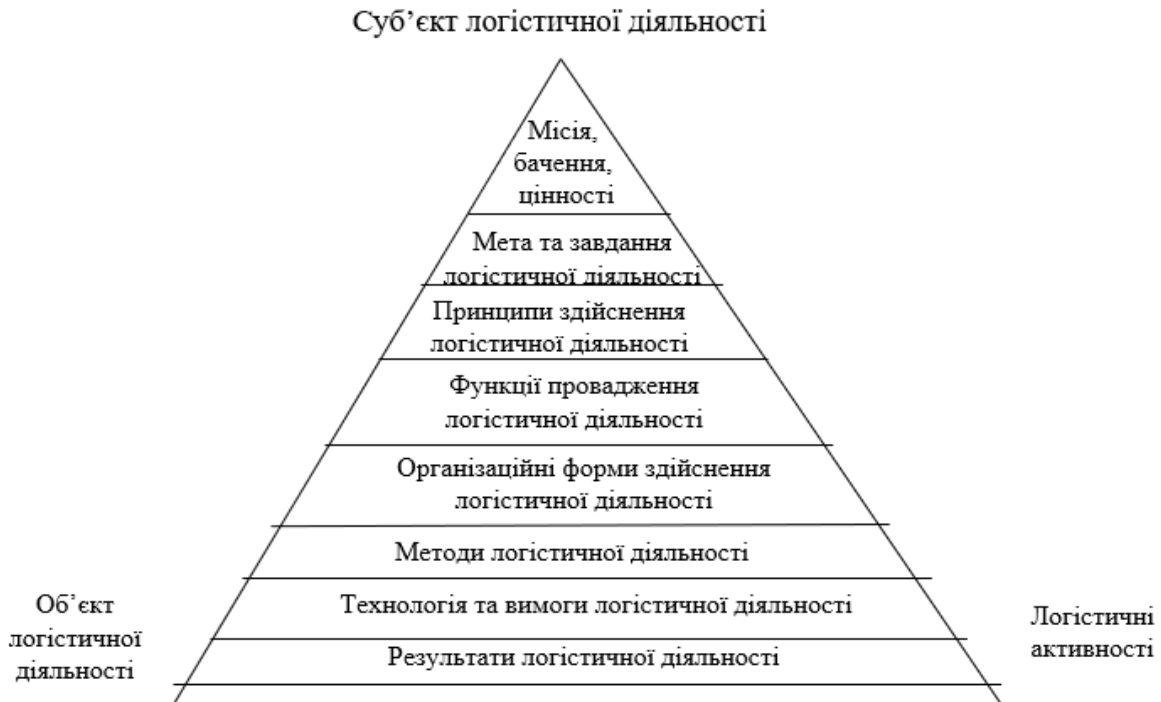 Суб’єкт логістичної діяльності
Місія,
бачення,
цінності
Мета та завдання
логістичної діяльності
Принципи здійснення
логістичної діяльності
Функції провадження
логістичної діяльності
Організаційні форми здійснення
логістичної діяльності
Методи логістичної діяльності
Технологія та вимоги логістичної діяльності
Результати логістичної діяльності
Об’єкт
логістичної
діяльності
Логістичні
активності